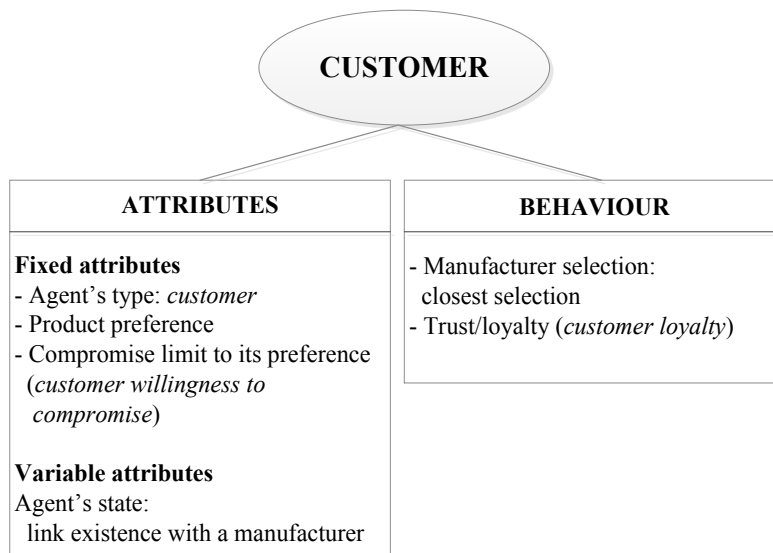 CUSTOMER
ATTRIBUTES
Fixed attributes
- Agent’s type: customer
- Product preference
- Compromise limit to its preference
(customer willingness to
compromise)
Variable attributes
Agent’s state:
link existence with a manufacturer
BEHAVIOUR
- Manufacturer selection:
closest selection
- Trust/loyalty (customer loyalty)